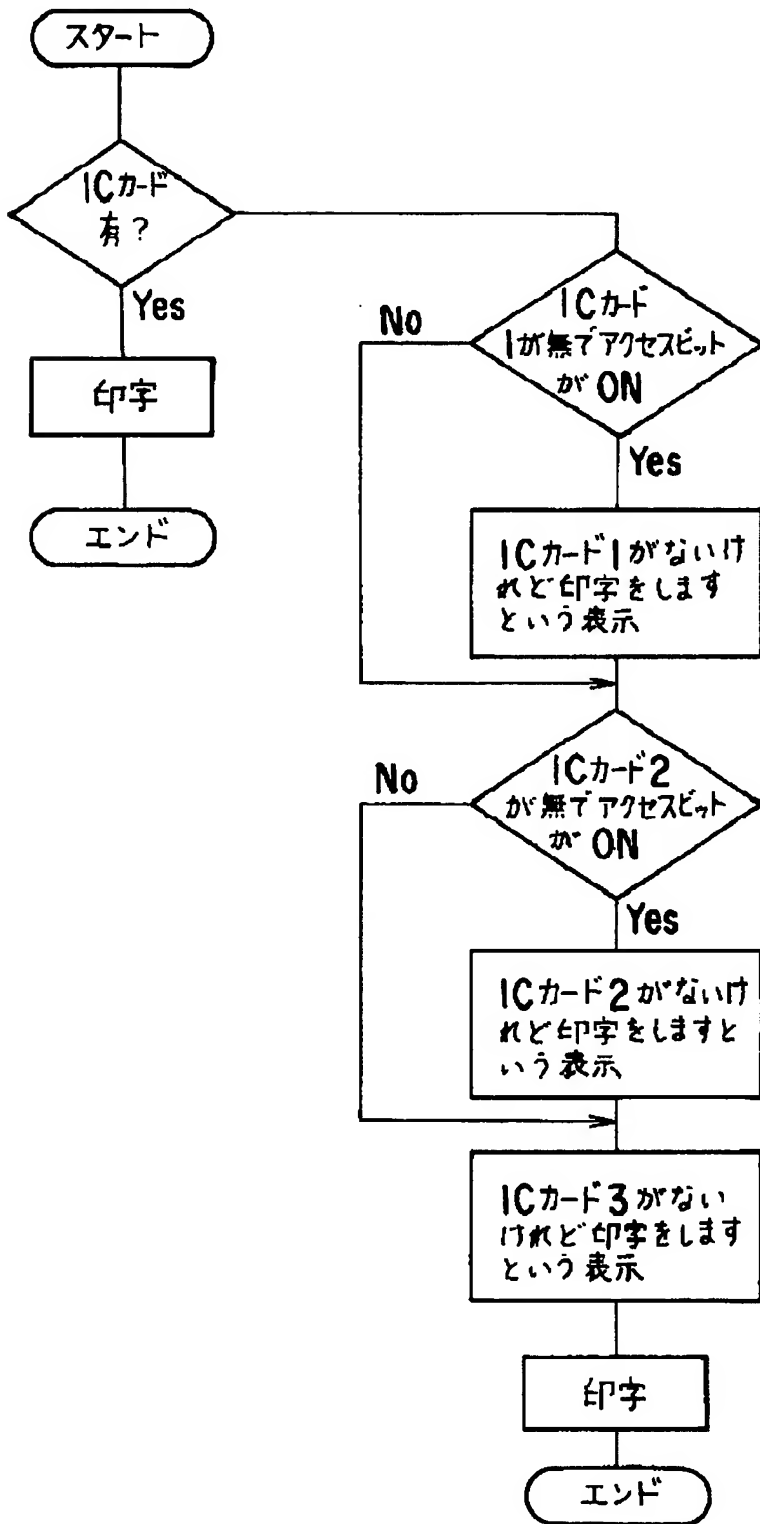 スタート
ICカード
有?
Yes
印字
エンド
ICカード
1が無でアクセスビット
がON
No
Yes
ICカード1がないけ
れど印字をします
という表示
ICカード2
が無でアクセスビット
がON
No
Yes
ICカード2がないけ
れど印字をしますと
いう表示
ICカード3がない
けれど印字をします
という表示
印字
エンド